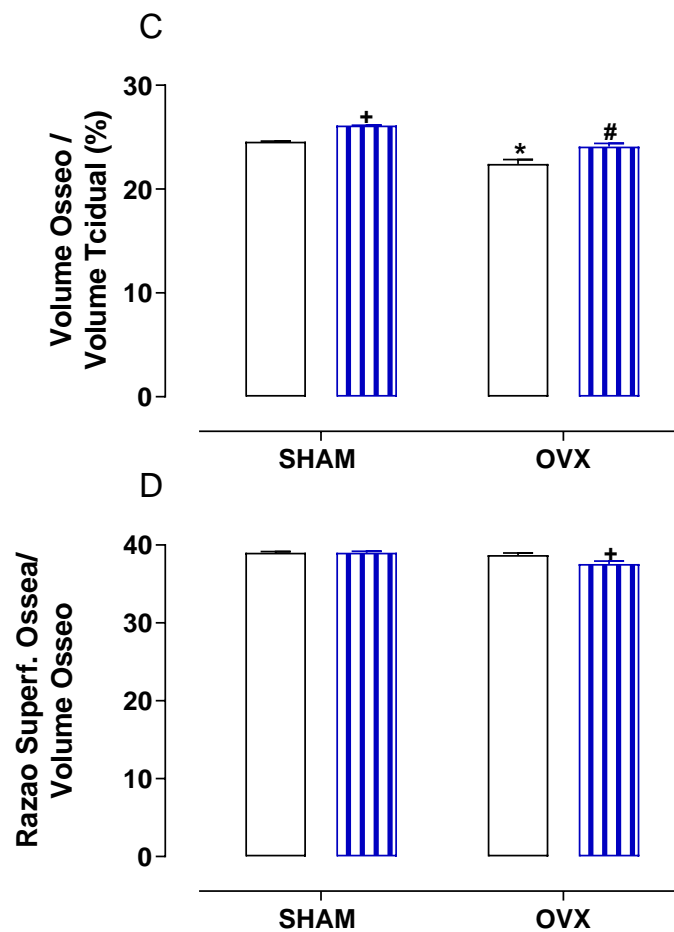 C
Volume Osseo /
Volume Tcidual (%)
30
20
10
0
+
*
#
SHAM OVX
D
Razao Superf. Ossea/
Volume Osseo
40
30
20
10
0
+
SHAM OVX